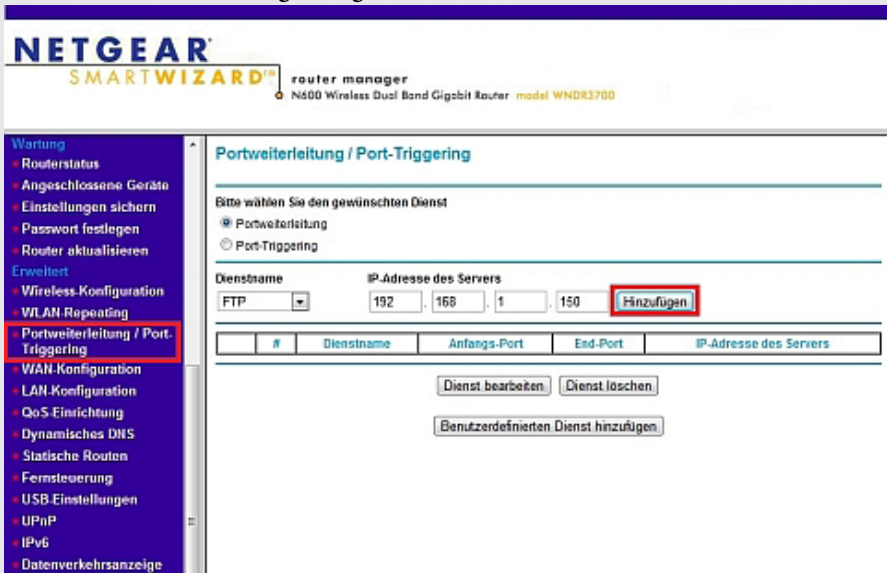 NETGEAR
SMARTWIZARD™ router manager
N600 Wireless Dual Band Gigabit Router model WNDR3700
Wartung
Routerstatus
Angeschlossene Geräte
Einstellungen sichern
Passwort festlegen
Router aktualisieren
Erweitert
Wireless-Konfiguration
WLAN-Repeating
Portweiterleitung / Port-
Triggering
WAN-Konfiguration
LAN-Konfiguration
QoS-Einrichtung
Dynamisches DNS
Statische Routen
Fernsteuerung
USB-Einstellungen
UPnP
IPv6
Datenverkehrsanzeige
Portweiterleitung / Port-Triggering
Bitte wählen Sie den gewünschten Dienst
Portweiterleitung
Port-Triggering
Dienstname IP-Adresse des Servers
FTP 192 . 168 . 1 . 150 Hinzufügen
# Dienstname Anfangs-Port End-Port IP-Adresse des Servers
Dienst bearbeiten Dienst löschen
Benutzerdefinierten Dienst hinzufügen